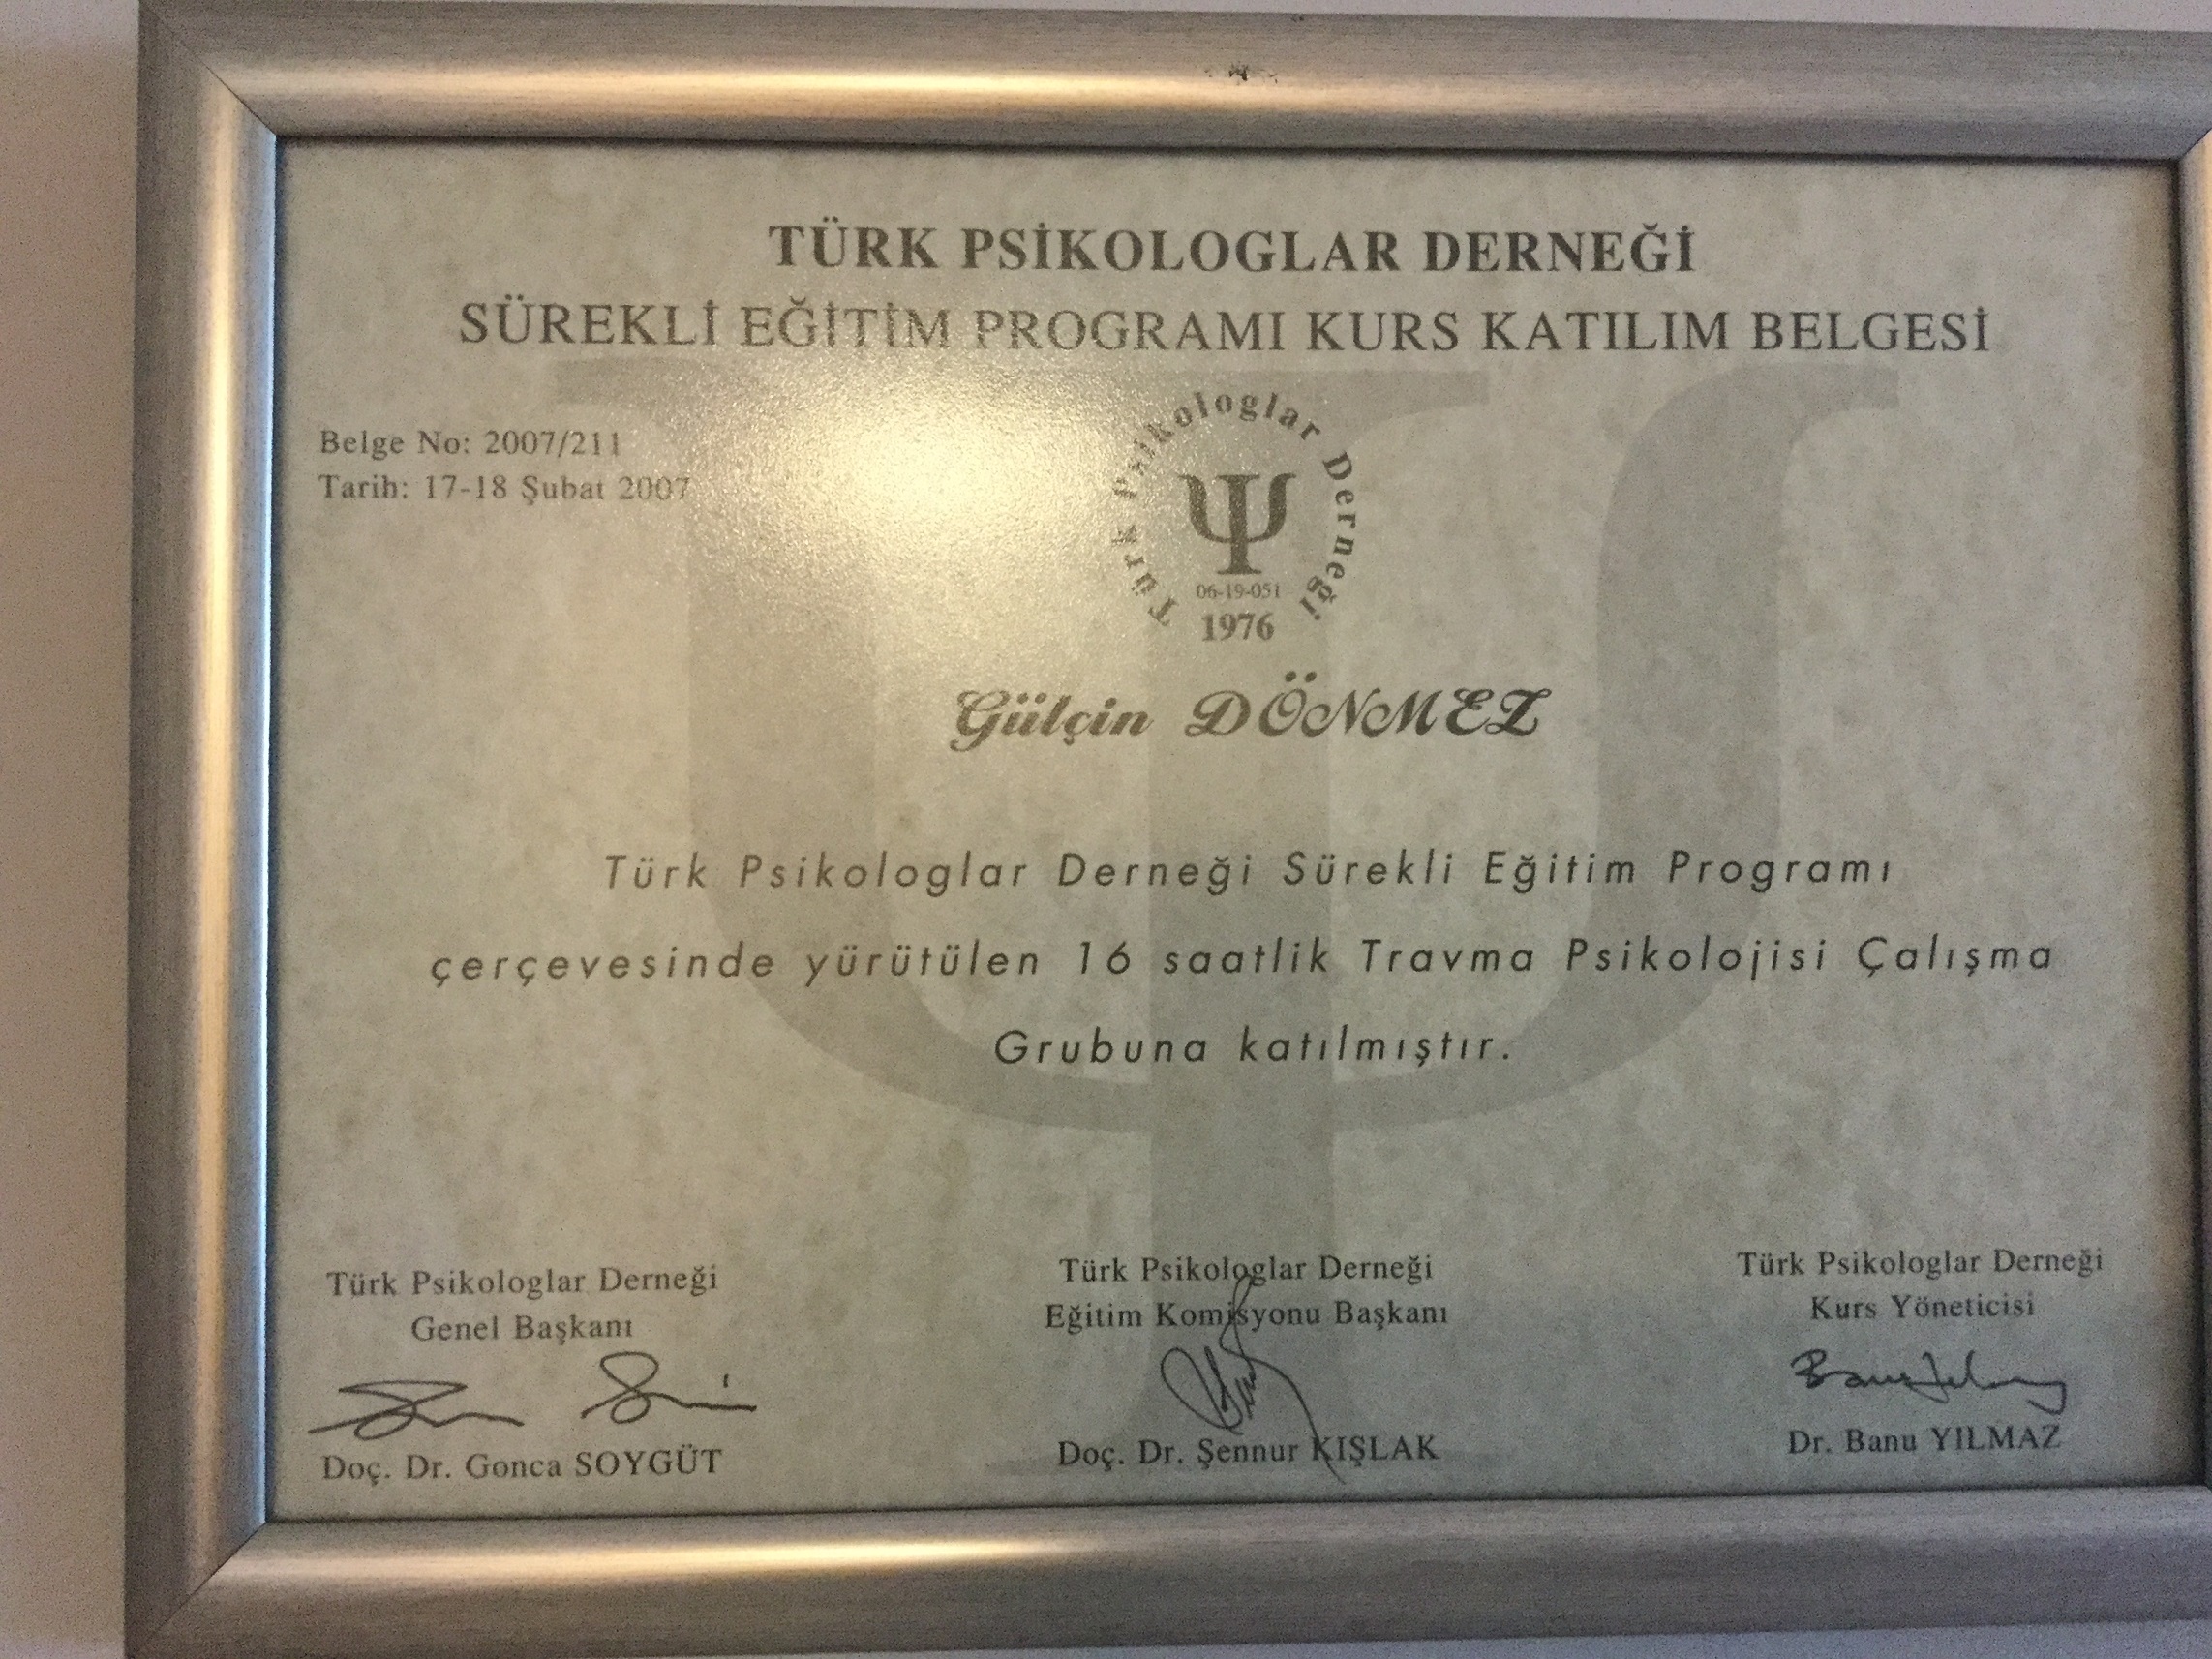 TÜRK PSİKOLOGLAR DERNEĞİ
SÜREKLİ EĞİTİM PROGRAMI KURS KATILIM BELGESİ
Belge No: 2007/211
Tarih: 17-18 Şubat 2007
Türk Psikologlar Derneği
Ψ
06-19-051
1976
Gülçin DÖNMEZ
Türk Psikologlar Derneği Sürekli Eğitim Programı
çerçevesinde yürütülen 16 saatlik Travma Psikolojisi Çalışma
Grubuna katılmıştır.
Türk Psikologlar Derneği
Genel Başkanı
Doç. Dr. Gonca SOYGÜT
Türk Psikologlar Derneği
Eğitim Komisyonu Başkanı
Doç. Dr. Şennur KIŞLAK
Türk Psikologlar Derneği
Kurs Yöneticisi
Dr. Banu YILMAZ